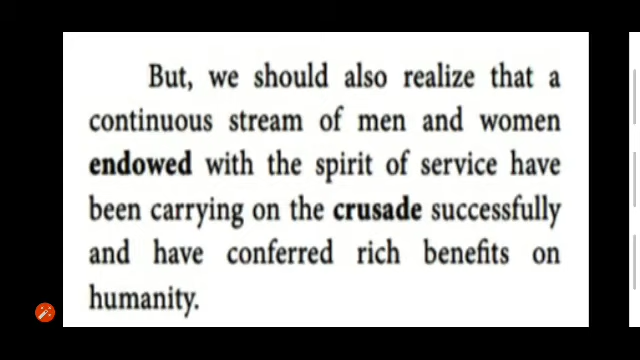 But, we should also realize that a
continuous stream of men and women
endowed with the spirit of service have
been carrying on the crusade successfully
and have conferred rich benefits on
humanity.